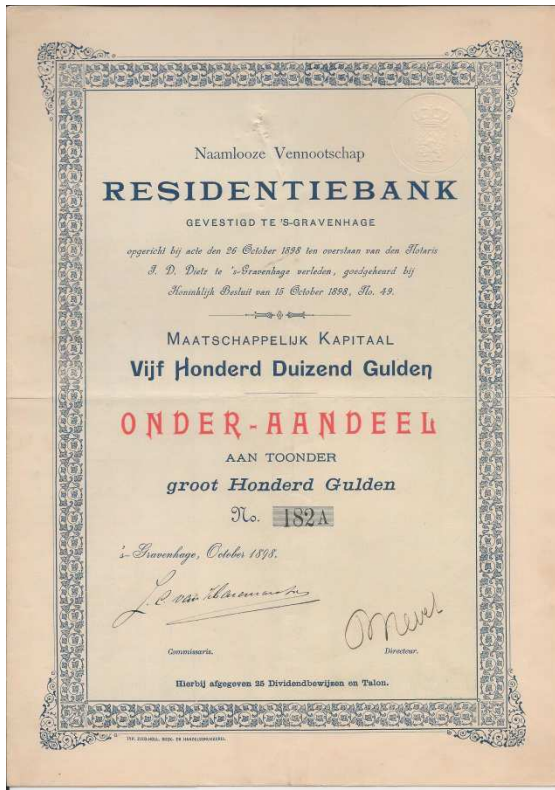 Naamlooze Vennootschap
RESIDENTIEBANK
GEVESTIGD TE 'S-GRAVENHAGE
opgericht bij acte den 26 October 1898 ten overstaan van den Notaris
J. D. Dietz te 's-Gravenhage verleden, goedgekeurd bij
Koninklijk Besluit van 15 October 1898, No. 49.
MAATSCHAPPELIJK KAPITAAL
Vijf Honderd Duizend Gulden
ONDER-AANDEEL
AAN TOONDER
groot Honderd Gulden
No. 182A
's-Gravenhage, October 1898.
J. C. van
Commissaris. Directeur.
Hierbij afgegeven 25 Dividendbewijzen en Talon.